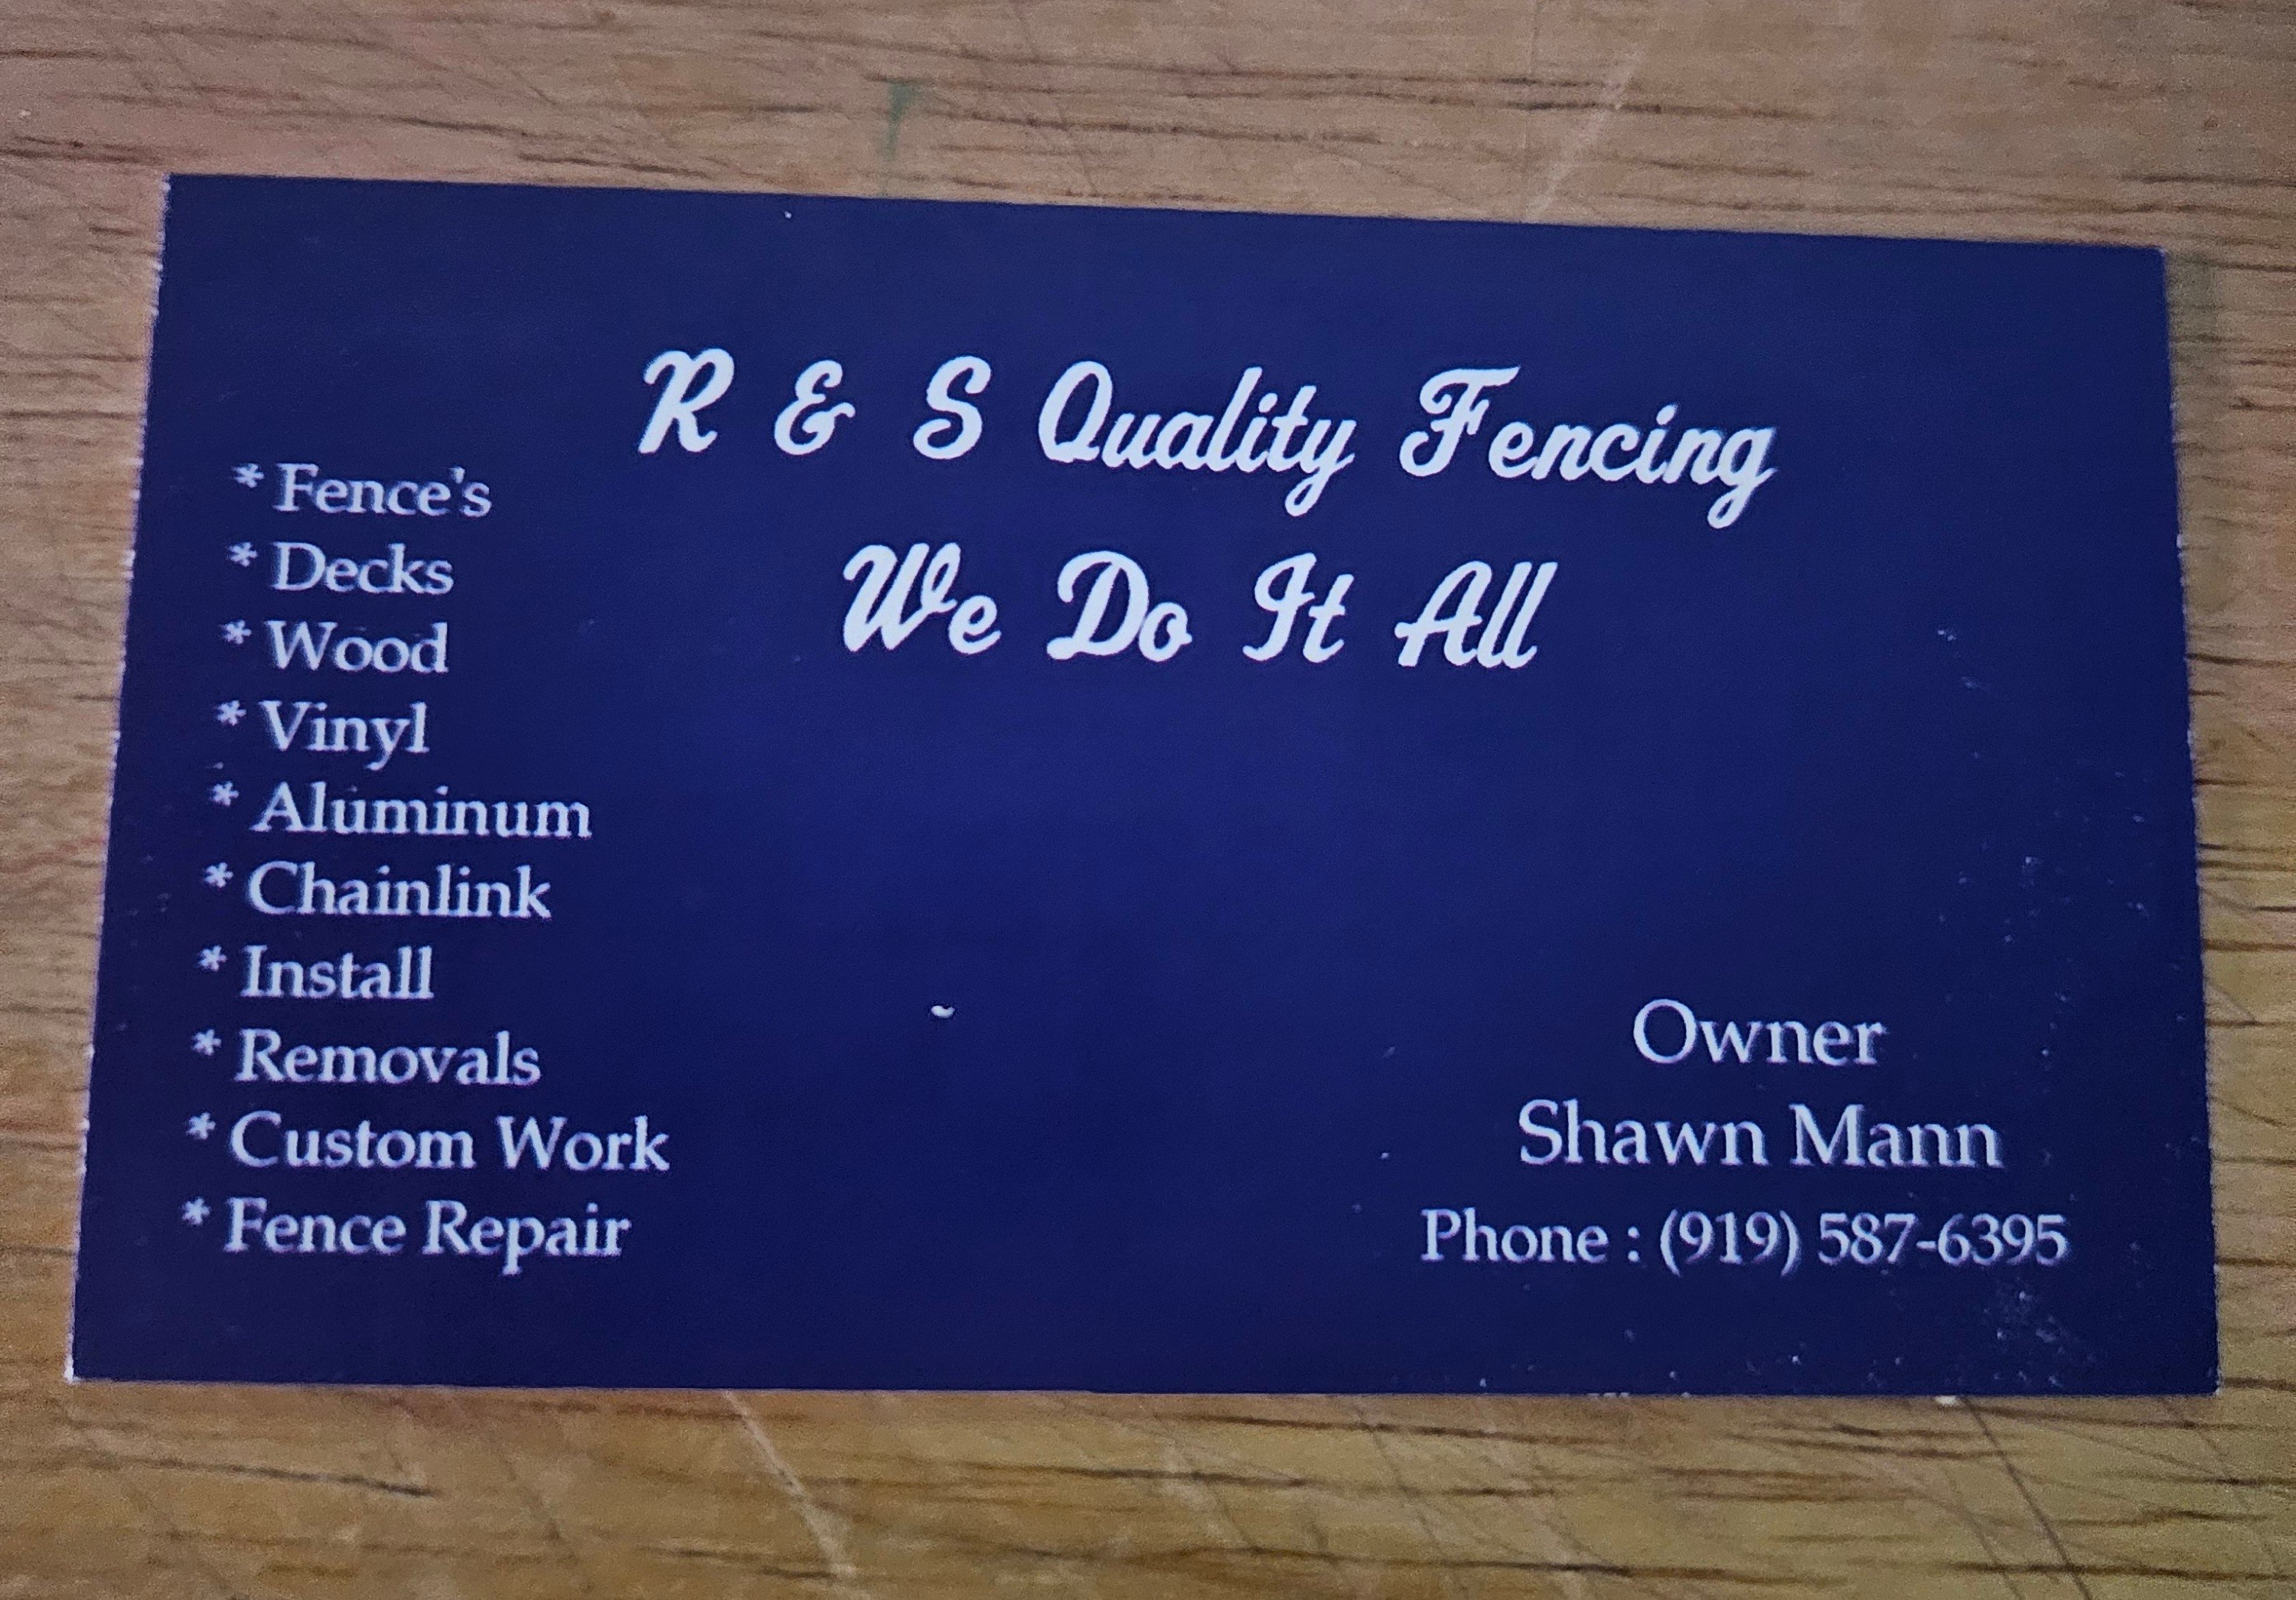 R & S Quality Fencing
We Do It All
* Fence's
* Decks
* Wood
* Vinyl
* Aluminum
* Chainlink
* Install
* Removals
* Custom Work
* Fence Repair
Owner
Shawn Mann
Phone : (919) 587-6395